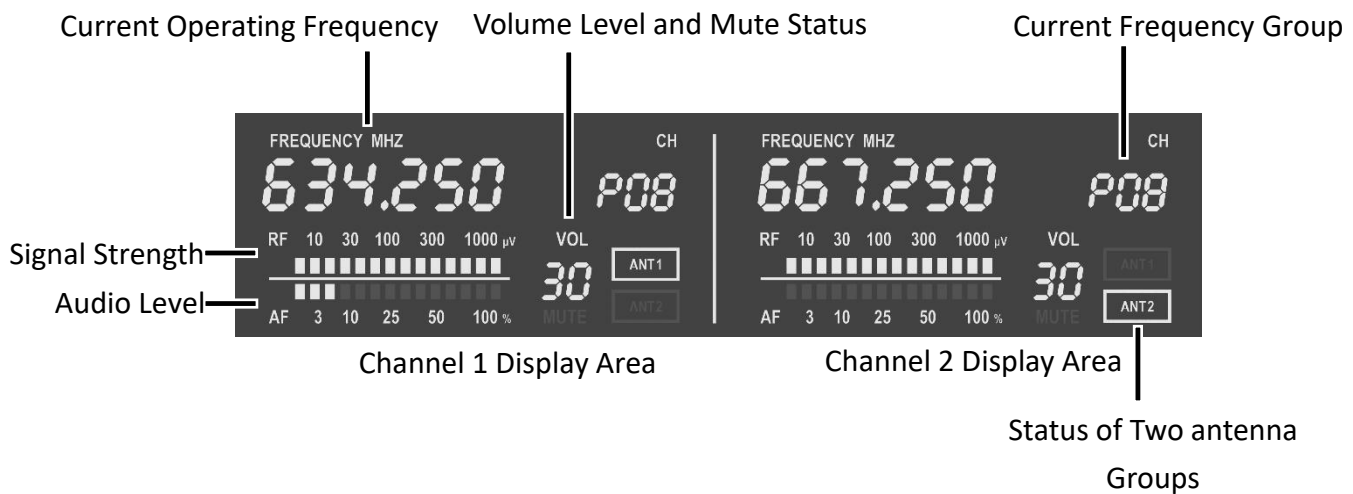 Current Operating Frequency
Volume Level and Mute Status
Current Frequency Group
FREQUENCY MHZ
CH
FREQUENCY MHZ
CH
634.250
P08
667.250
P08
Signal Strength
RF 10 30 100 300 1000 μV
VOL
ANT1
RF 10 30 100 300 1000 μV
VOL
ANT1
30
30
Audio Level
AF 3 10 25 50 100 %
MUTE
ANT2
AF 3 10 25 50 100 %
MUTE
ANT2
Channel 1 Display Area
Channel 2 Display Area
Status of Two antenna
Groups